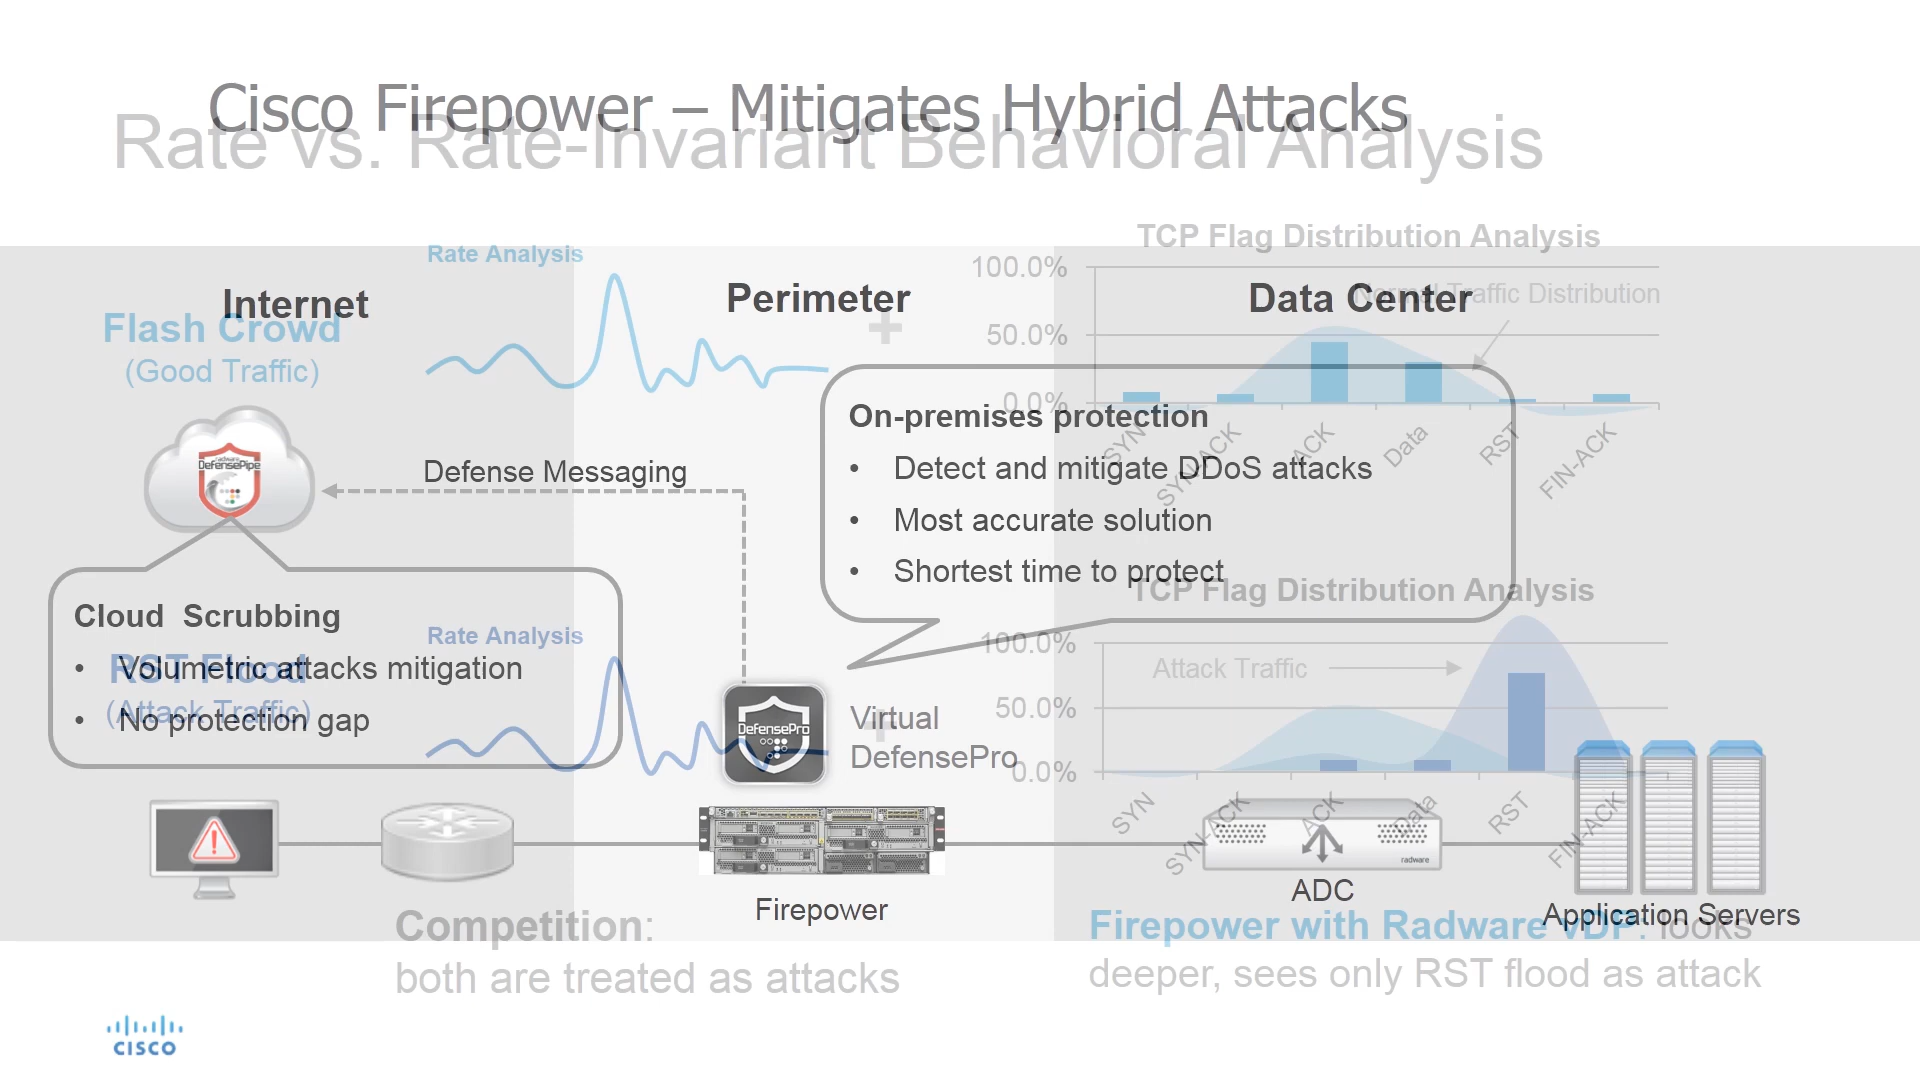 Cisco Firepower – Mitigates Hybrid Attacks
Rate vs. Rate-Invariant Behavioral Analysis
TCP Flag Distribution Analysis
Rate Analysis
100.0%
Internet
Perimeter
Data Center
Normal Traffic Distribution
Flash Crowd
(Good Traffic)
50.0%
0.0%
SYN
SYN-ACK
ACK
Data
RST
FIN-ACK
On-premises protection
• Detect and mitigate DDoS attacks
• Most accurate solution
• Shortest time to protect
radware
DefensePipe
Defense Messaging
Cloud Scrubbing
• Volumetric attacks mitigation
• No protection gap
Rate Analysis
RST Flood
(Attack Traffic)
TCP Flag Distribution Analysis
100.0%
Attack Traffic
50.0%
0.0%
SYN
SYN-ACK
ACK
Data
RST
FIN-ACK
DefensePro
Virtual
DefensePro
radware
ADC
Firepower
Application Servers
Competition:
both are treated as attacks
Firepower with Radware vDP: looks
deeper, sees only RST flood as attack
CISCO